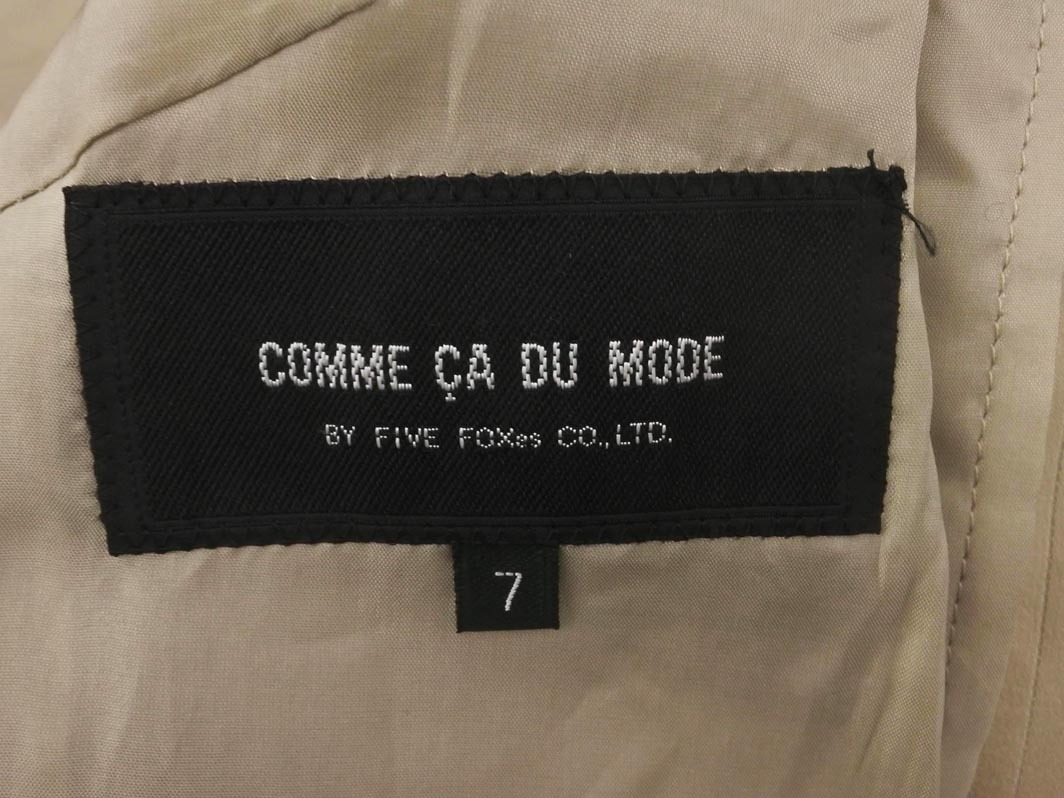 COMME ÇA DU MODE
BY FIVE FOXes CO.,LTD.
7